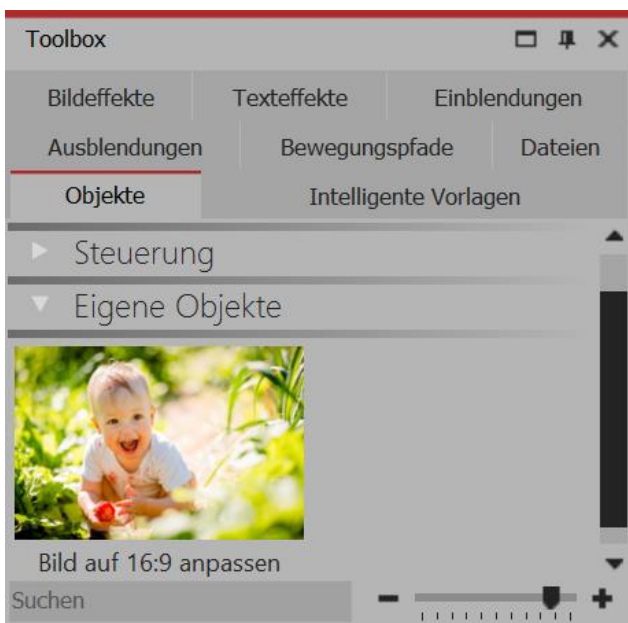 Toolbox
Bildeffekte Texteffekte Einblendungen
Ausblendungen Bewegungspfade Dateien
Objekte Intelligente Vorlagen
Steuerung
Eigene Objekte
Bild auf 16:9 anpassen
Suchen